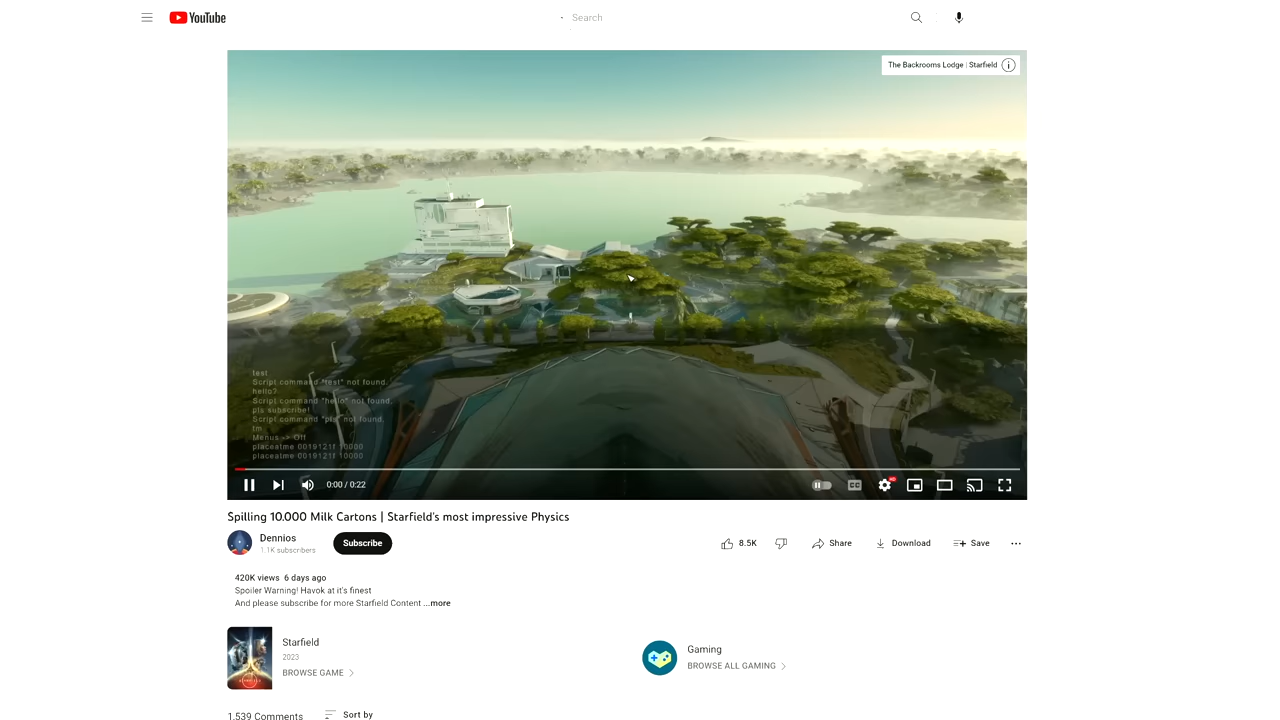 YouTube
Search
The Backrooms Lodge | Starfield
test
Script command "test" not found.
hello?
Script command "hello" not found.
pls subscribe!
Script command "pls" not found.
tm
Menus -> Off
placeatme 0019121f 10000
placeatme 0019121f 10000
0:00 / 0:22
CC
HD
Spilling 10.000 Milk Cartons | Starfield's most impressive Physics
Dennios
1.1K subscribers
Subscribe
8.5K
Share
Download
Save
420K views 6 days ago
Spoiler Warning! Havok at it's finest
And please subscribe for more Starfield Content ...more
Starfield
2023
BROWSE GAME
Gaming
BROWSE ALL GAMING
1,539 Comments
Sort by